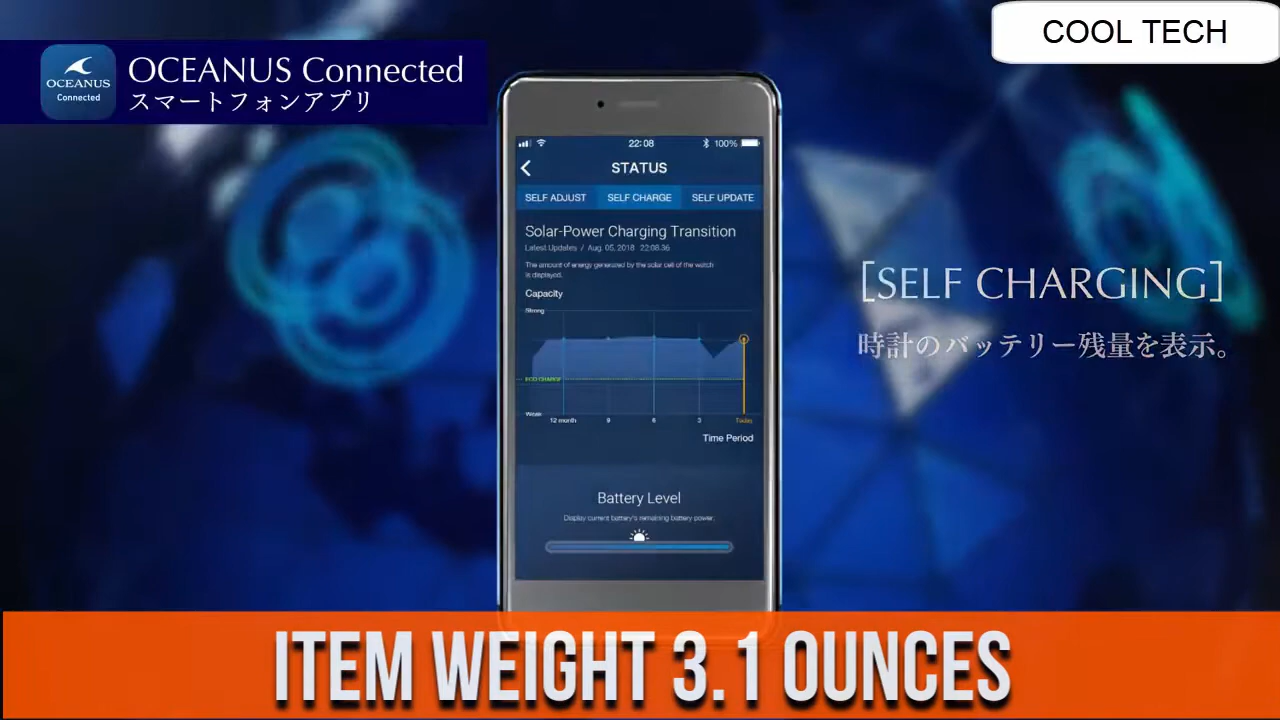 COOL TECH
OCEANUS
Connected
OCEANUS Connected
スマートフォンアプリ
22:08
100%
STATUS
SELF ADJUST
SELF CHARGE
SELF UPDATE
Solar-Power Charging Transition
Latest Updates / Aug. 05, 2018 22:08.36
The amount of energy generated by the solar cell of the watch
is displayed.
Capacity
Strong
ECO CHARGE
Weak
12 month
9
6
3
Today
Time Period
Battery Level
Display current battery's remaining battery power.
[SELF CHARGING]
時計のバッテリー残量を表示。
ITEM WEIGHT 3.1 OUNCES